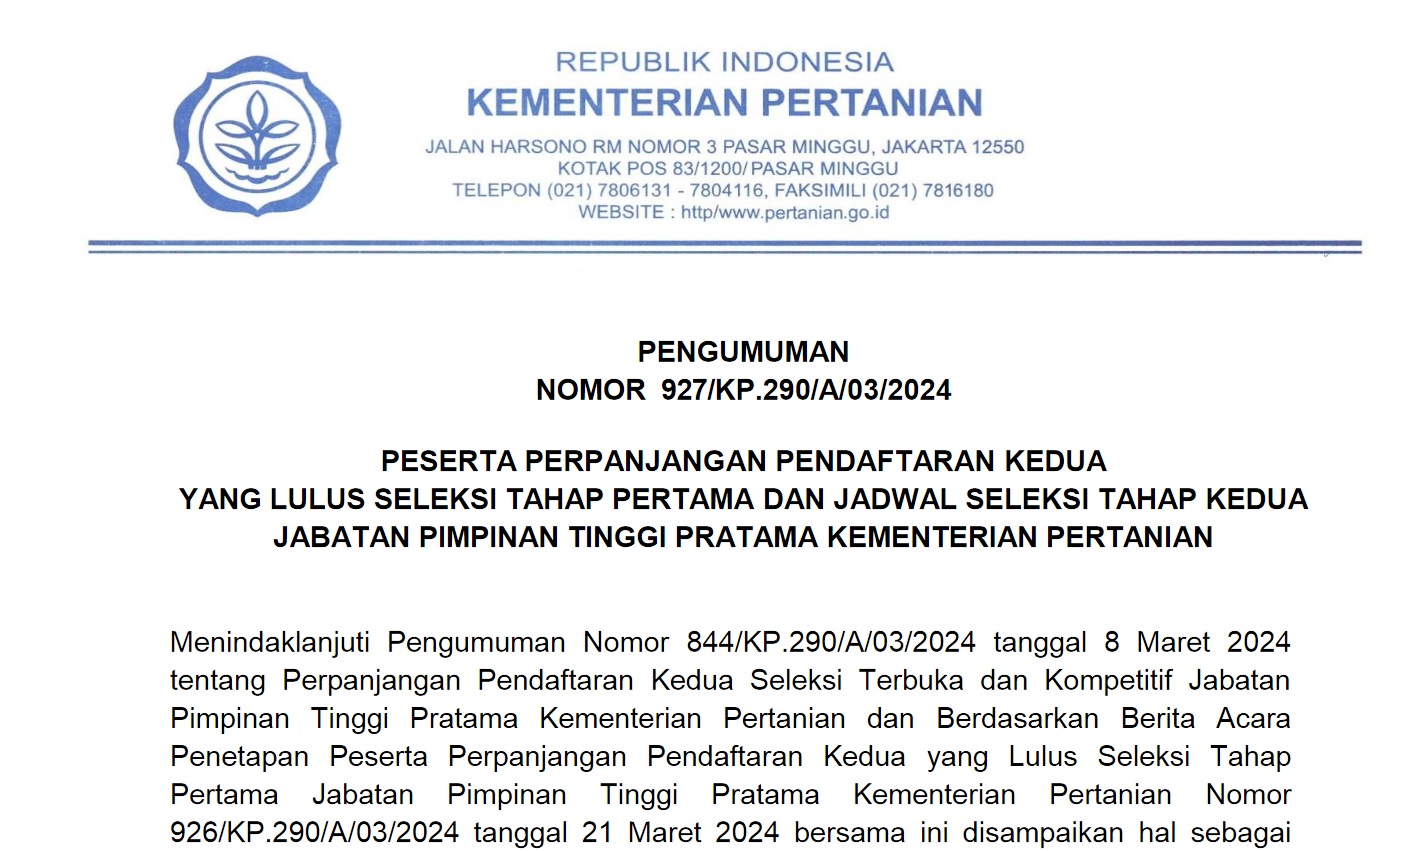 REPUBLIK INDONESIA
KEMENTERIAN PERTANIAN
JALAN HARSONO RM NOMOR 3 PASAR MINGGU, JAKARTA 12550
KOTAK POS 83/1200/PASAR MINGGU
TELEPON (021) 7806131 - 7804116, FAKSIMILI (021) 7816180
WEBSITE : http/www.pertanian.go.id
PENGUMUMAN
NOMOR 927/KP.290/A/03/2024
PESERTA PERPANJANGAN PENDAFTARAN KEDUA
YANG LULUS SELEKSI TAHAP PERTAMA DAN JADWAL SELEKSI TAHAP KEDUA
JABATAN PIMPINAN TINGGI PRATAMA KEMENTERIAN PERTANIAN
Menindaklanjuti Pengumuman Nomor 844/KP.290/A/03/2024 tanggal 8 Maret 2024
tentang Perpanjangan Pendaftaran Kedua Seleksi Terbuka dan Kompetitif Jabatan
Pimpinan Tinggi Pratama Kementerian Pertanian dan Berdasarkan Berita Acara
Penetapan Peserta Perpanjangan Pendaftaran Kedua yang Lulus Seleksi Tahap
Pertama Jabatan Pimpinan Tinggi Pratama Kementerian Pertanian Nomor
926/KP.290/A/03/2024 tanggal 21 Maret 2024 bersama ini disampaikan hal sebagai